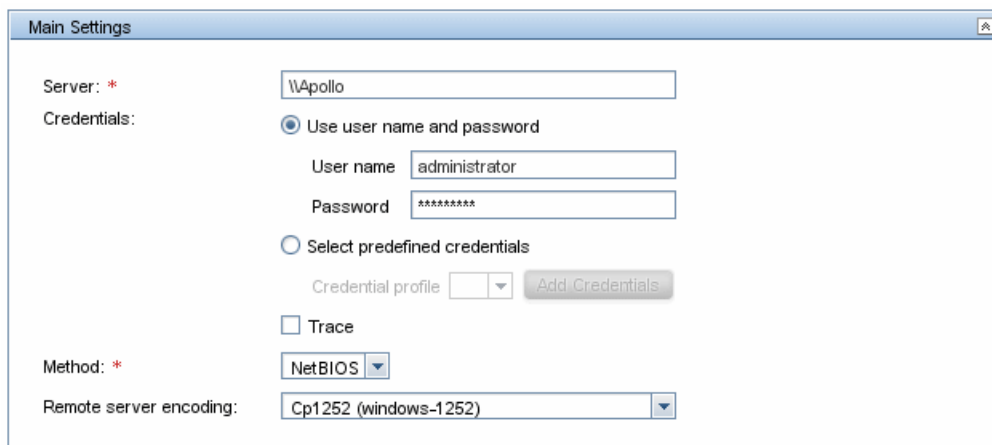 Main Settings
Server: *
\\Apollo
Credentials:
Use user name and password
User name
administrator
Password
*********
Select predefined credentials
Credential profile
Add Credentials
Trace
Method: *
NetBIOS
Remote server encoding:
Cp1252 (windows-1252)